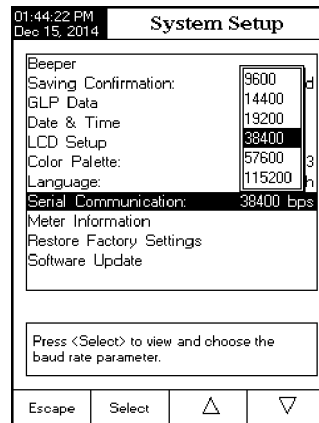 01:44:22 PM
Dec 15, 2014
System Setup
Beeper
Saving Confirmation: d
GLP Data
Date & Time
LCD Setup
Color Palette: 3
Language: h
Serial Communication: 38400 bps
Meter Information
Restore Factory Settings
Software Update
9600
14400
19200
38400
57600
115200
Press <Select> to view and choose the
baud rate parameter.
Escape
Select
△
▽